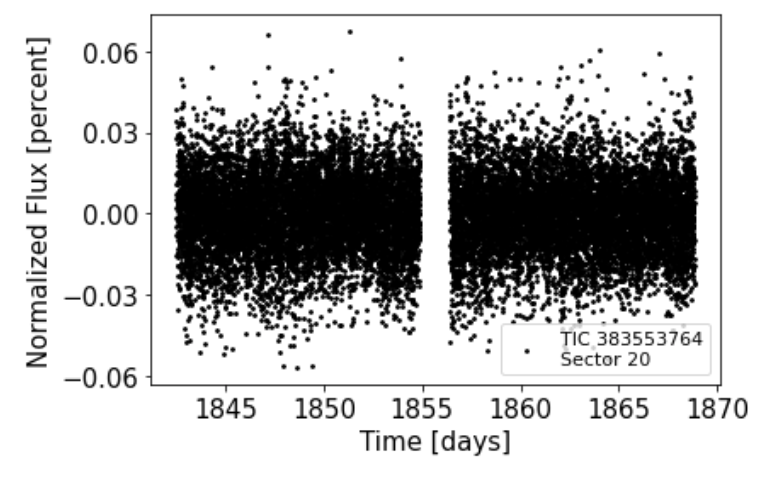 Normalized Flux [percent]
0.06
0.03
0.00
−0.03
−0.06
TIC 383553764
Sector 20
1845
1850
1855
1860
1865
1870
Time [days]